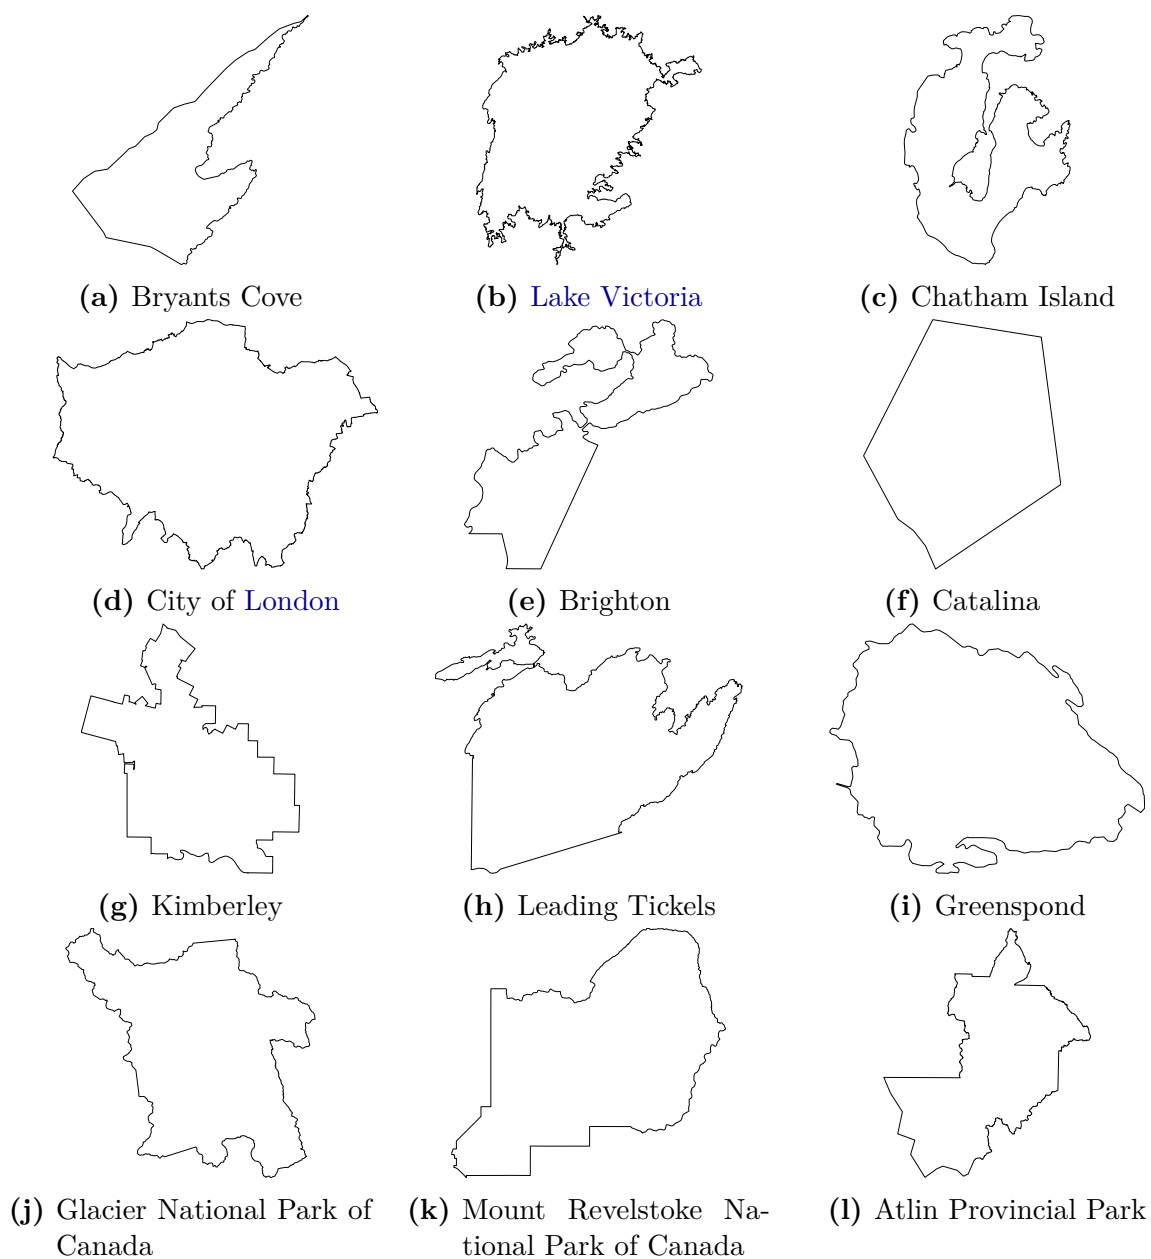 (a) Bryants Cove
(b) Lake Victoria
(c) Chatham Island
(d) City of London
(e) Brighton
(f) Catalina
(g) Kimberley
(h) Leading Tickels
(i) Greenspond
(j) Glacier National Park of
Canada
(k) Mount Revelstoke Na-
tional Park of Canada
(l) Atlin Provincial Park